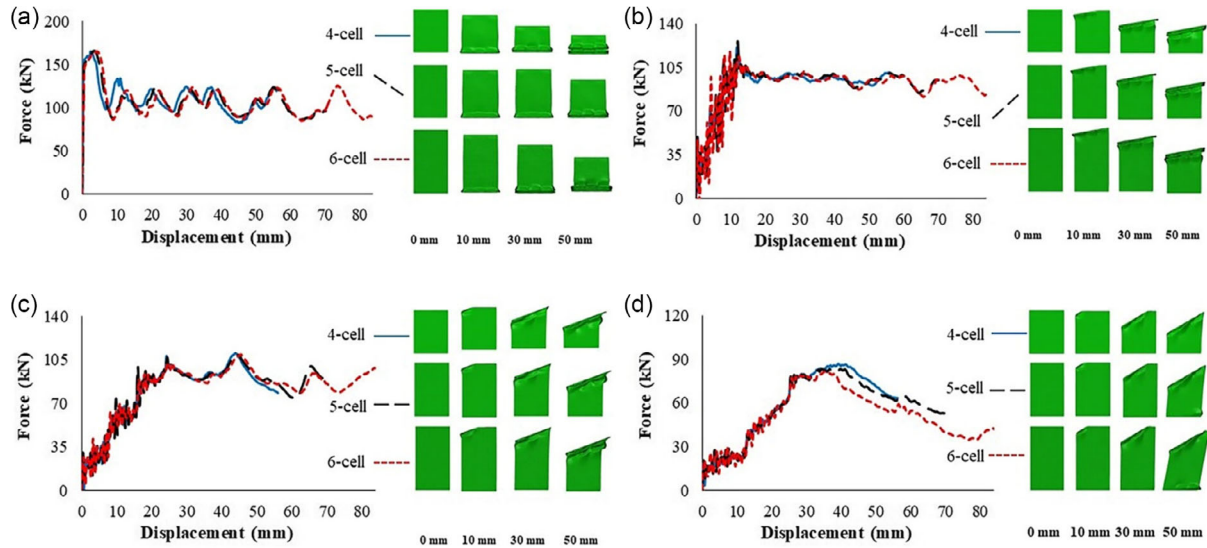 (a)
200
150
100
50
0
Force (kN)
0 10 20 30 40 50 60 70 80
Displacement (mm)
4-cell
5-cell
6-cell
0 mm 10 mm 30 mm 50 mm
(b)
140
105
70
35
0
Force (kN)
0 10 20 30 40 50 60 70 80
Displacement (mm)
4-cell
5-cell
6-cell
0 mm 10 mm 30 mm 50 mm
(c)
140
105
70
35
0
Force (kN)
0 10 20 30 40 50 60 70 80
Displacement (mm)
4-cell
5-cell
6-cell
0 mm 10 mm 30 mm 50 mm
(d)
120
90
60
30
0
Force (kN)
0 10 20 30 40 50 60 70 80
Displacement (mm)
4-cell
5-cell
6-cell
0 mm 10 mm 30 mm 50 mm